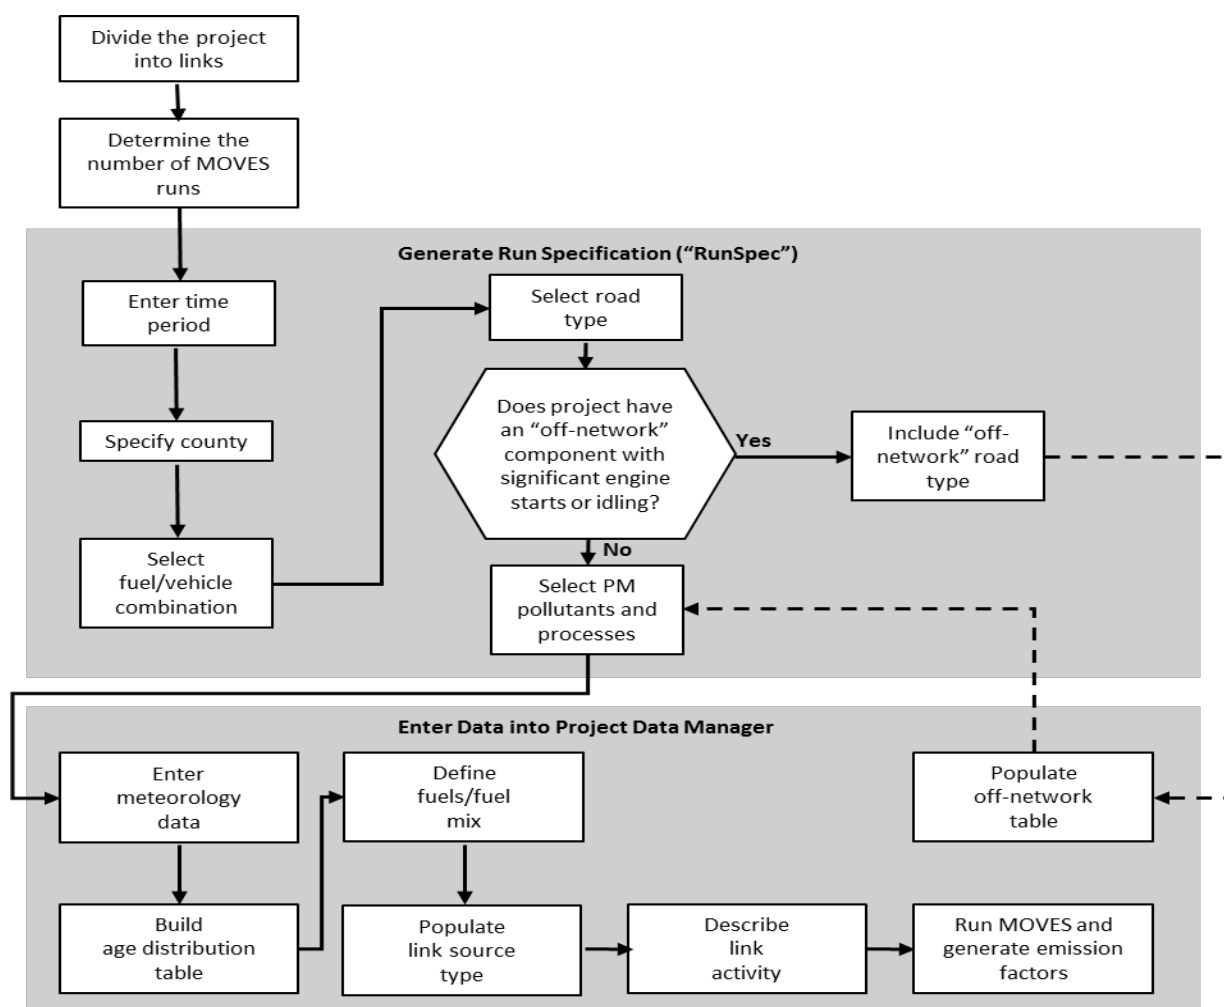 Divide the project
into links
Determine the
number of MOVES
runs
Generate Run Specification (“RunSpec”)
Enter time
period
Specify county
Select
fuel/vehicle
combination
Select road
type
Does project have
an “off-network”
component with
significant engine
starts or idling?
Yes
Include “off-
network” road
type
No
Select PM
pollutants and
processes
Enter Data into Project Data Manager
Enter
meteorology
data
Build
age distribution
table
Define
fuels/fuel
mix
Populate
link source
type
Describe
link
activity
Run MOVES and
generate emission
factors
Populate
off-network
table